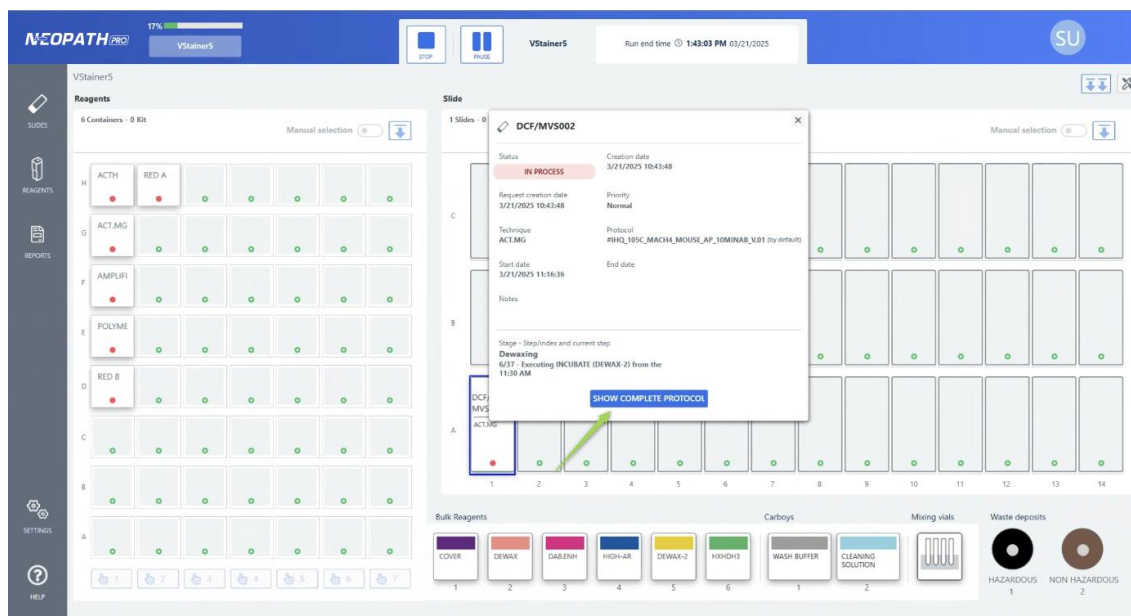 NEOPATH PRO
17%
VStainer5
STOP
PAUSE
VStainer5
Run end time 1:43:03 PM 03/21/2025
SU
SLIDES
REAGENTS
REPORTS
SETTINGS
HELP
VStainer5
Reagents
6 Containers - 0 Kit
Manual selection
H
ACTH
RED A
G
ACT.MG
F
AMPLIFI
E
POLYME
D
RED B
C
B
A
1
2
3
4
5
6
7
Slide
1 Slides - 0
Manual selection
C
B
A
DCF/
MVS
ACT.MG
1 2 3 4 5 6 7 8 9 10 11 12 13 14
DCF/MVS002
Status
IN PROCESS
Creation date
3/21/2025 10:43:48
Request creation date
3/21/2025 10:43:48
Priority
Normal
Technique
ACT.MG
Protocol
#IHQ_105C_MACH4_MOUSE_AP_10MINAB_V.01 (by default)
Start date
3/21/2025 11:16:36
End date
Notes
Stage - Step/index and current step
Dewaxing
6/37 - Executing INCUBATE (DEWAX-2) from the
11:30 AM
SHOW COMPLETE PROTOCOL
Bulk Reagents
COVER
1
DEWAX
2
DAB.ENH
3
HIGH-AR
4
DEWAX-2
5
HXHDH3
6
Carboys
WASH BUFFER
1
CLEANING
SOLUTION
2
Mixing vials
Waste deposits
HAZARDOUS
1
NON HAZARDOUS
2